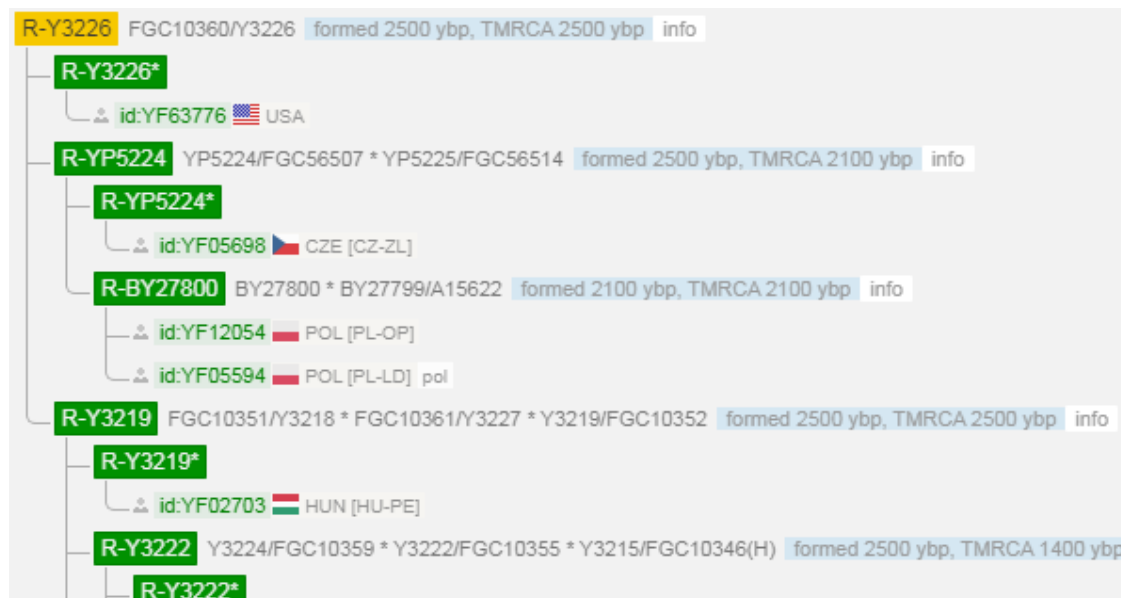 R-Y3226 FGC10360/Y3226 formed 2500 ybp, TMRCA 2500 ybp info
R-Y3226*
id:YF63776 USA
R-YP5224 YP5224/FGC56507 * YP5225/FGC56514 formed 2500 ybp, TMRCA 2100 ybp info
R-YP5224*
id:YF05698 CZE [CZ-ZL]
R-BY27800 BY27800 * BY27799/A15622 formed 2100 ybp, TMRCA 2100 ybp info
id:YF12054 POL [PL-OP]
id:YF05594 POL [PL-LD] pol
R-Y3219 FGC10351/Y3218 * FGC10361/Y3227 * Y3219/FGC10352 formed 2500 ybp, TMRCA 2500 ybp info
R-Y3219*
id:YF02703 HUN [HU-PE]
R-Y3222 Y3224/FGC10359 * Y3222/FGC10355 * Y3215/FGC10346(H) formed 2500 ybp, TMRCA 1400 ybp
R-Y3222*